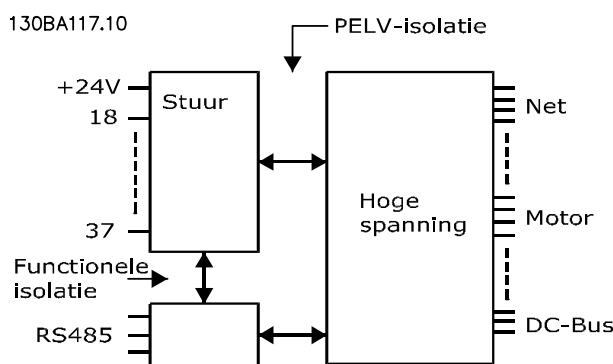 130BA117.10
PELV-isolatie
+24V
Stuur
18
37
Functionele
isolatie
RS485
Hoge
spanning
Net
Motor
DC-Bus